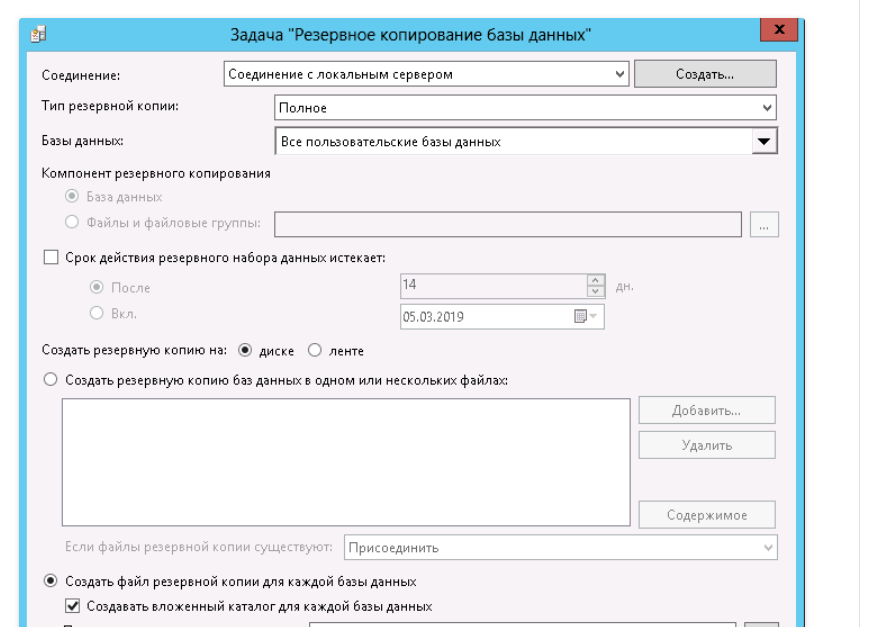 Задача "Резервное копирование базы данных"
x
Соединение: Соединение с локальным сервером Создать...
Тип резервной копии: Полное
Базы данных: Все пользовательские базы данных
Компонент резервного копирования
База данных
Файлы и файловые группы: ...
Срок действия резервного набора данных истекает:
После 14 дн.
Вкл. 05.03.2019
Создать резервную копию на: диске ленте
Создать резервную копию баз данных в одном или нескольких файлах:
Добавить...
Удалить
Содержимое
Если файлы резервной копии существуют: Присоединить
Создать файл резервной копии для каждой базы данных
Создавать вложенный каталог для каждой базы данных